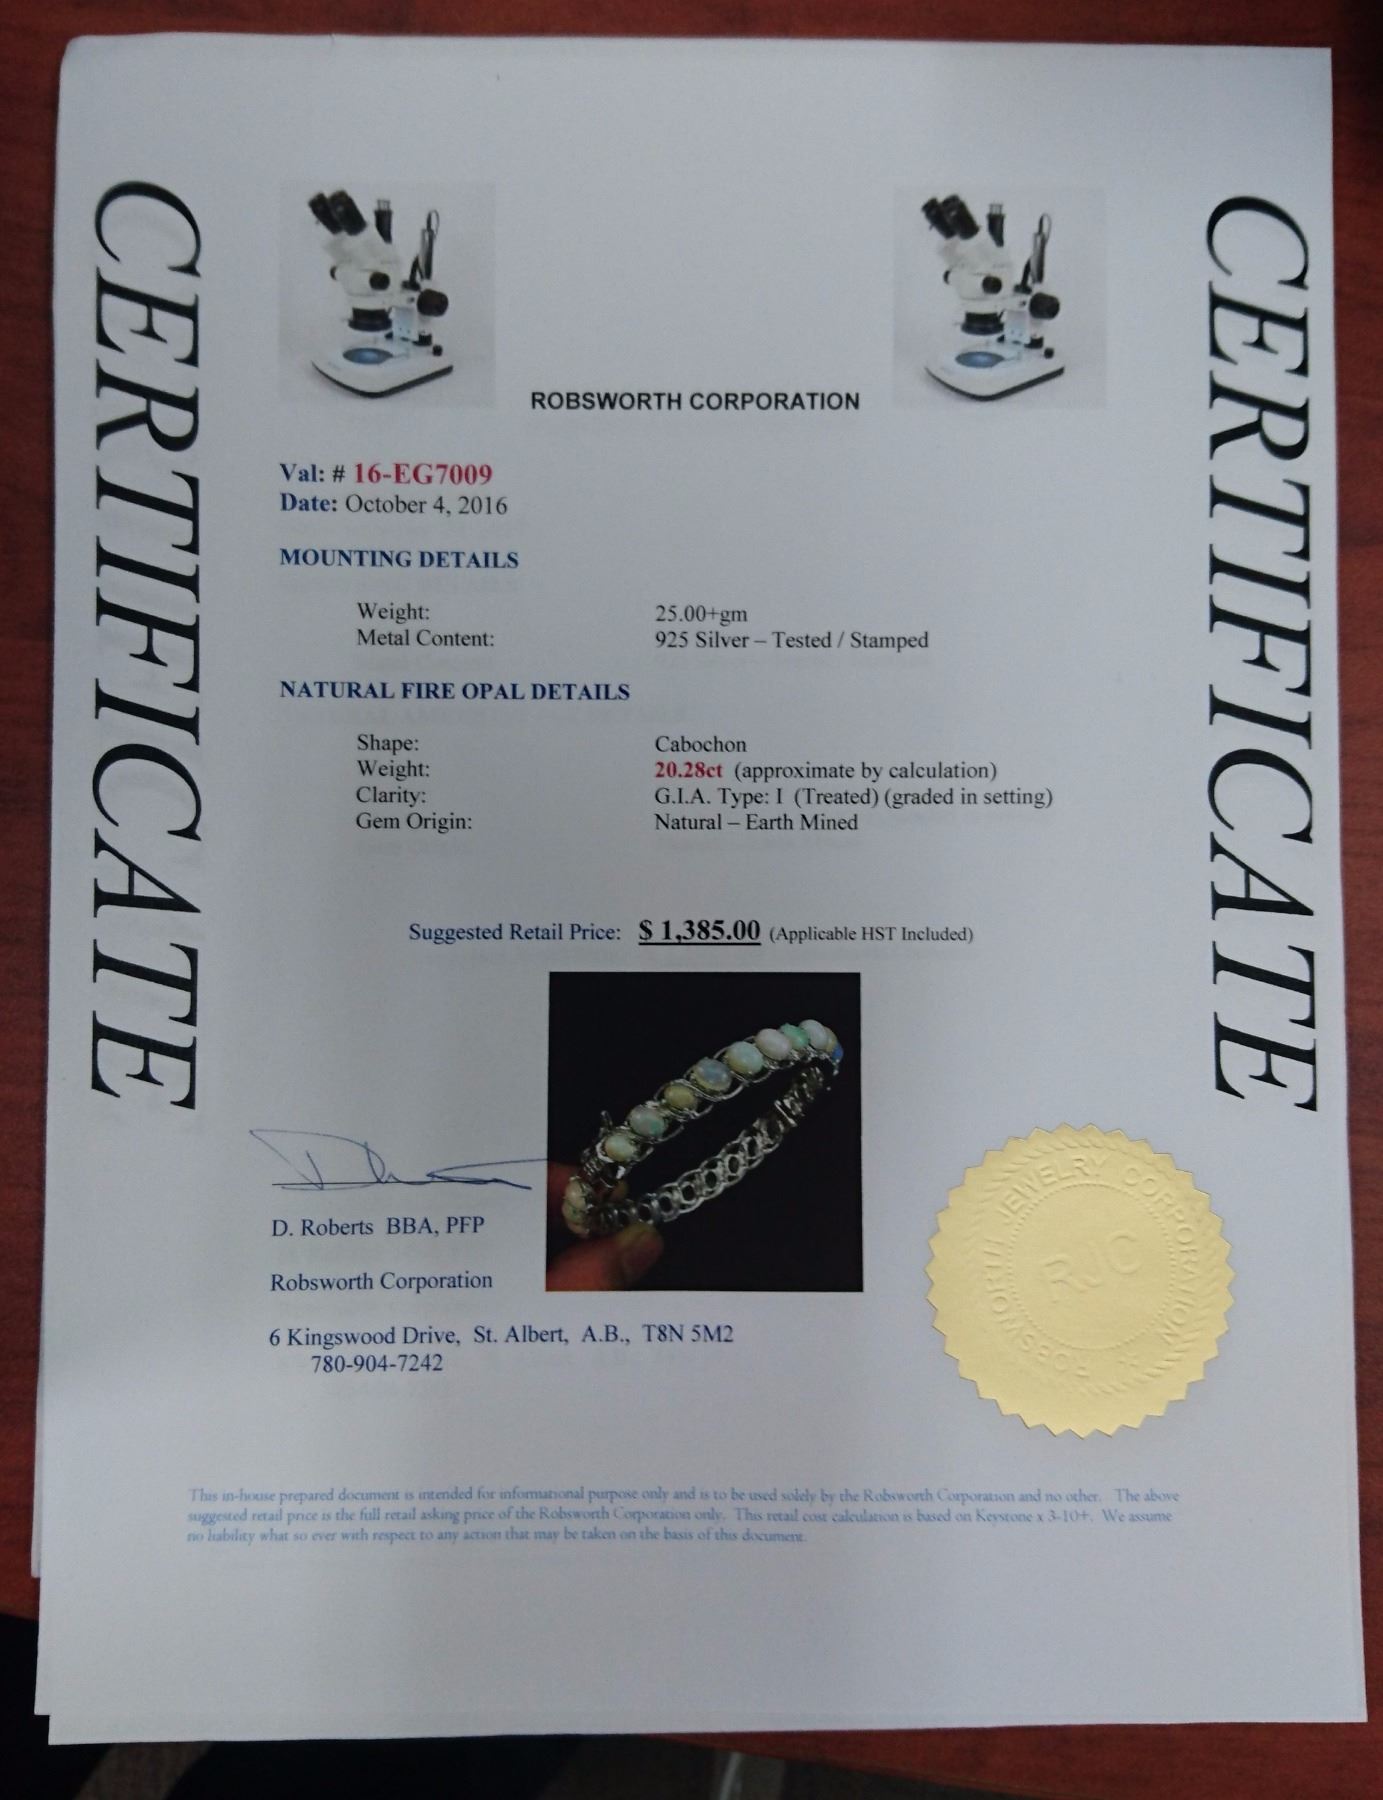 CERTIFICATE
CERTIFICATE
ROBSWORTH CORPORATION
Val: # 16-EG7009
Date: October 4, 2016
MOUNTING DETAILS
Weight: 25.00+gm
Metal Content: 925 Silver – Tested / Stamped
NATURAL FIRE OPAL DETAILS
Shape: Cabochon
Weight: 20.28ct (approximate by calculation)
Clarity: G.I.A. Type: I (Treated) (graded in setting)
Gem Origin: Natural – Earth Mined
Suggested Retail Price: $ 1,385.00 (Applicable HST Included)
D. Roberts BBA, PFP
Robsworth Corporation
6 Kingswood Drive, St. Albert, A.B., T8N 5M2
780-904-7242
ROBSWORTH JEWELRY CORPORATION
RJC
This in-house prepared document is intended for informational purpose only and is to be used solely by the Robsworth Corporation and no other. The above
suggested retail price is the full retail asking price of the Robsworth Corporation only. This retail cost calculation is based on Keystone x 3-10+. We assume
no liability what so ever with respect to any action that may be taken on the basis of this document.